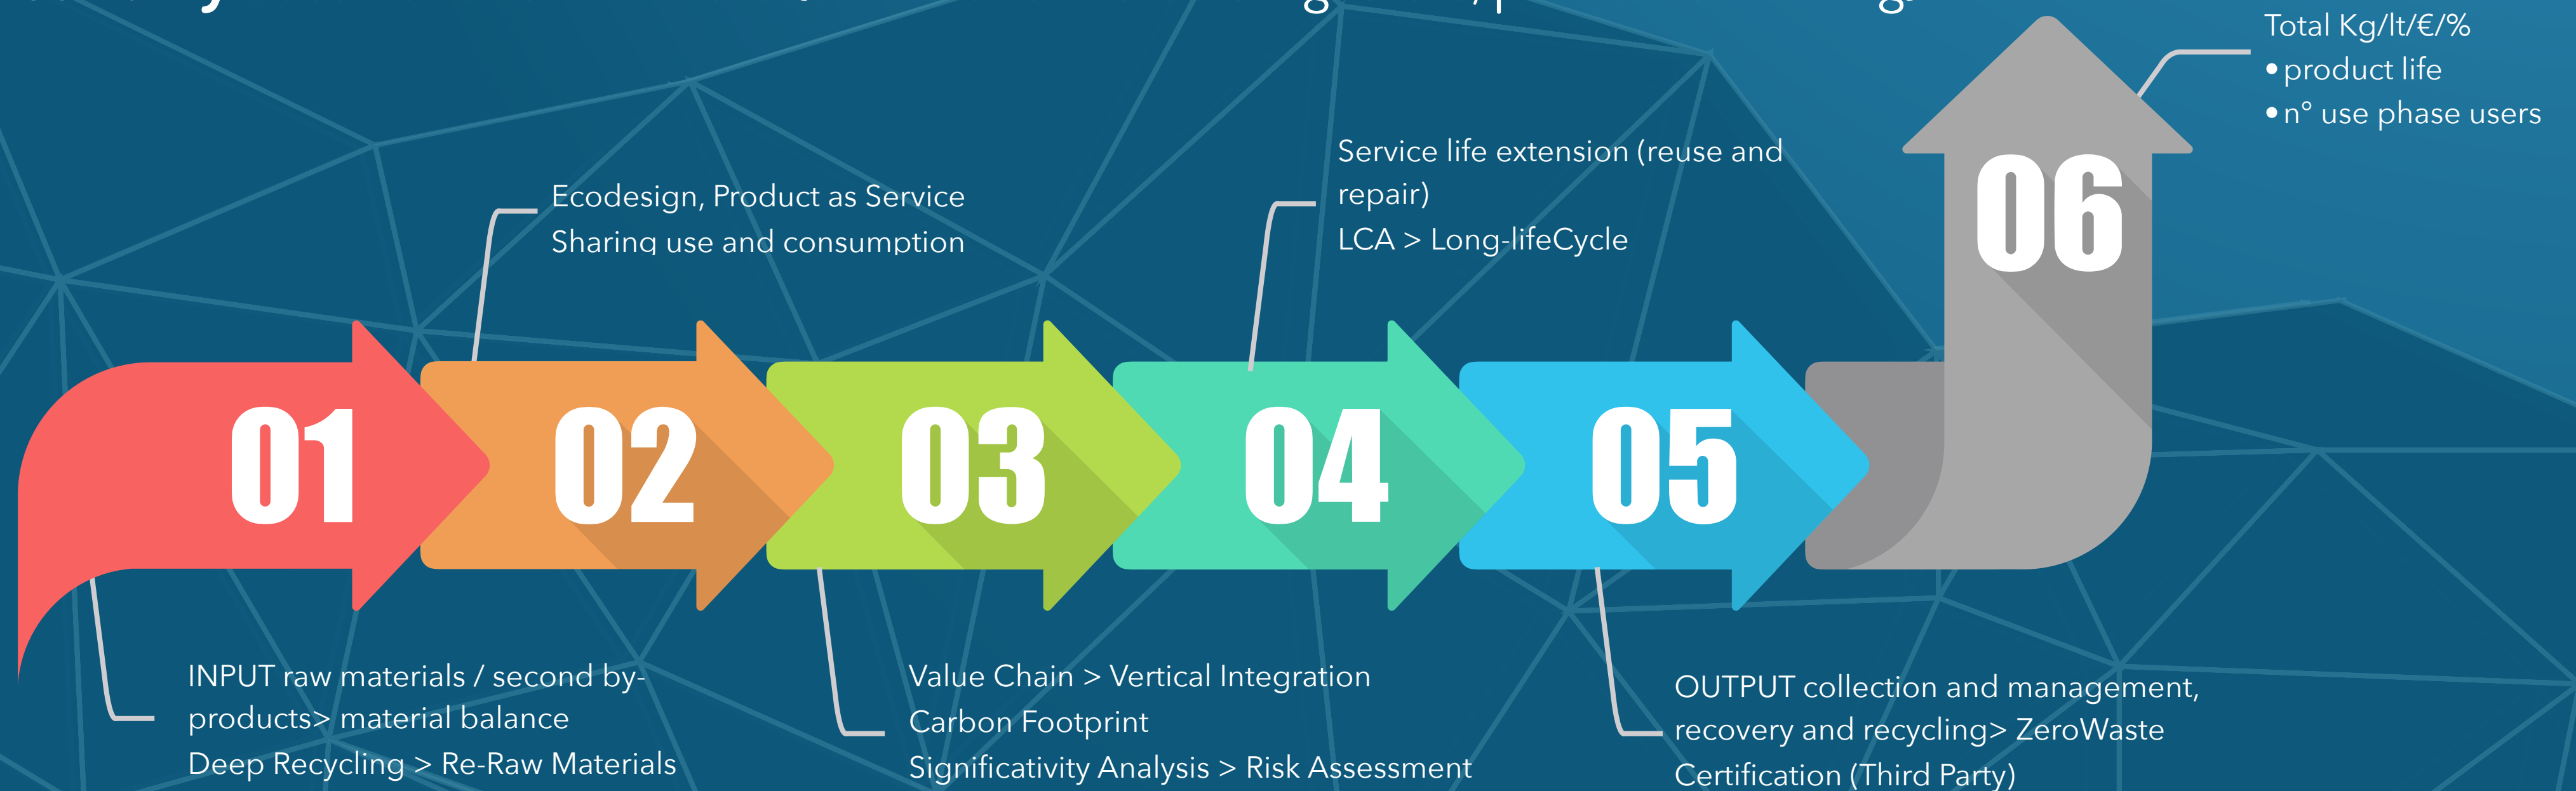 Total Kg/lt/€/%
•product life
•n° use phase users
Service life extension (reuse and
repair)
LCA > Long-lifeCycle
Ecodesign, Product as Service
Sharing use and consumption
06
01
02
03
04
05
INPUT raw materials / second by-
products> material balance
Deep Recycling > Re-Raw Materials
Value Chain > Vertical Integration
Carbon Footprint
Significativity Analysis > Risk Assessment
OUTPUT collection and management,
recovery and recycling> ZeroWaste
Certification (Third Party)